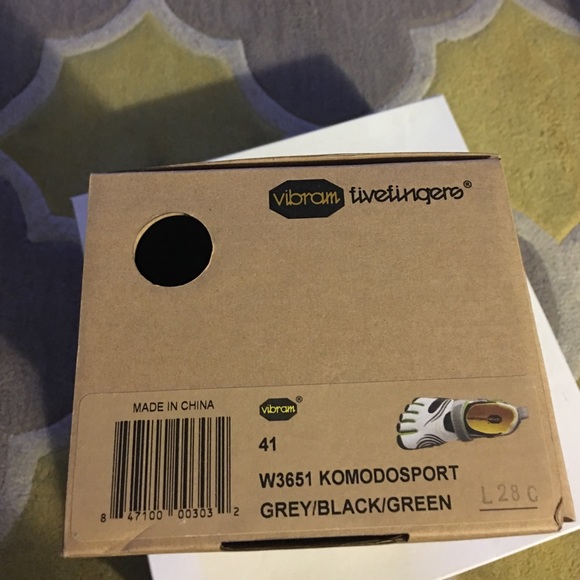 vibram fivefingers®
MADE IN CHINA
vibram®
41
W3651 KOMODOSPORT
GREY/BLACK/GREEN
L28C
8 47100 00303 2